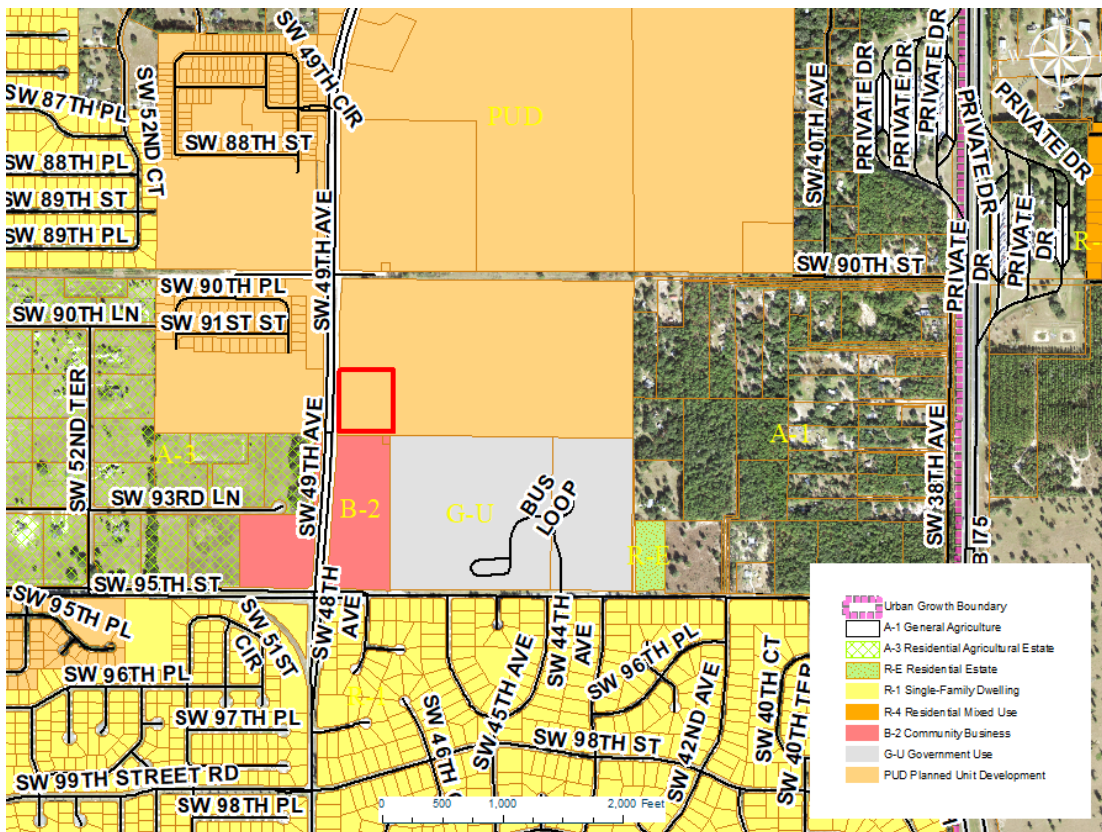 SW 49TH CIR
SW 52ND CT
SW 87TH PL
SW 88TH ST
SW 88TH PL
SW 89TH ST
SW 89TH PL
PUD
SW 49TH AVE
SW 40TH AVE
PRIVATE DR
PRIVATE DR
PRIVATE DR
PRIVATE DR
PRIVATE DR
PRIVATE DR
PRIVATE DR
W
R-
SW 90TH ST
SW 90TH PL
SW 90TH LN
SW 91ST ST
SW 52ND TER
A-3
SW 49TH AVE
SW 93RD LN
B-2
G-U
BUS LOOP
A-1
R-E
SW 38TH AVE
SB I75
SW 95TH ST
SW 48TH AVE
SW 95TH PL
SW 51ST CIR
SW 96TH PL
SW 97TH PL
SW 99TH STREET RD
SW 98TH PL
R-1
SW 46TH
SW 45TH AVE
SW 44TH AVE
SW 96TH PL
SW 98TH ST
SW 42ND AVE
SW 40TH CT
SW 40TH TER
0 500 1,000 2,000 Feet
Urban Growth Boundary
A-1 General Agriculture
A-3 Residential Agricultural Estate
R-E Residential Estate
R-1 Single-Family Dwelling
R-4 Residential Mixed Use
B-2 Community Business
G-U Government Use
PUD Planned Unit Development